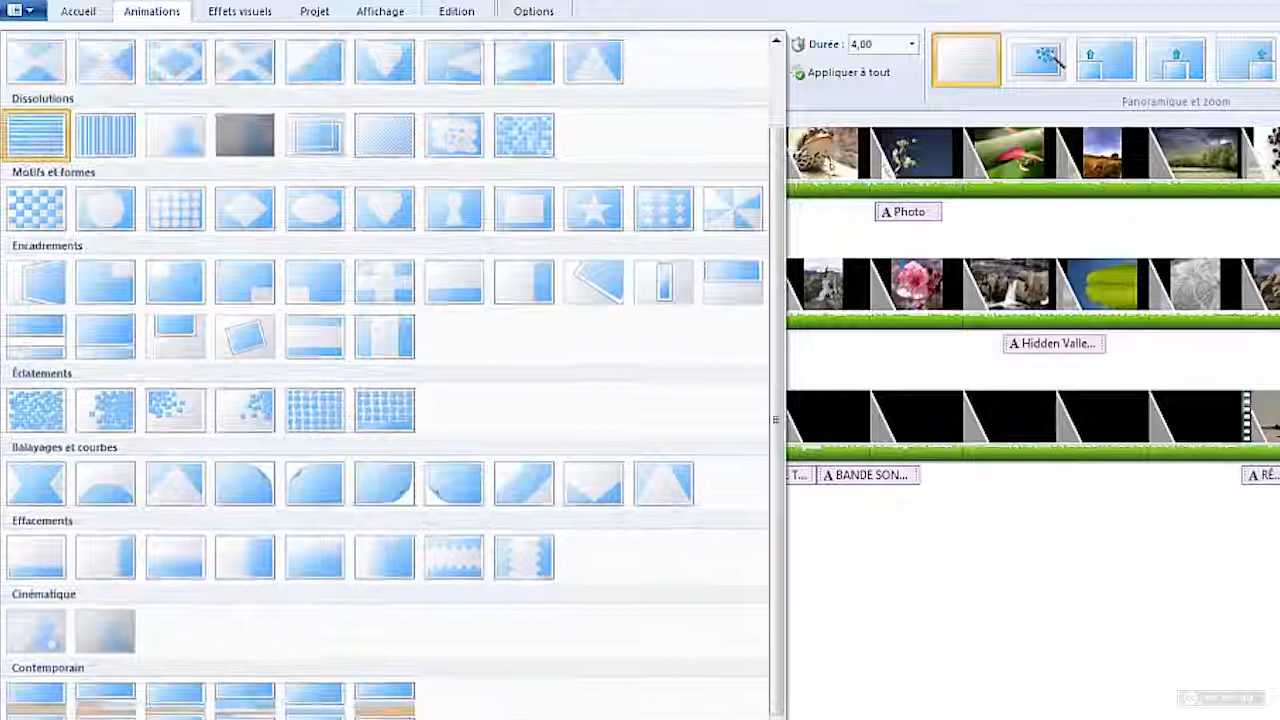 Accueil
Animations
Effets visuels
Projet
Affichage
Edition
Options
Durée : 4,00
Appliquer à tout
Panoramique et zoom
Dissolutions
Motifs et formes
Encadrements
Éclatements
Balayages et courbes
Effacements
Cinématique
Contemporain
A Photo
A Hidden Valle...
T...
A BANDE SON...
A RÉ...